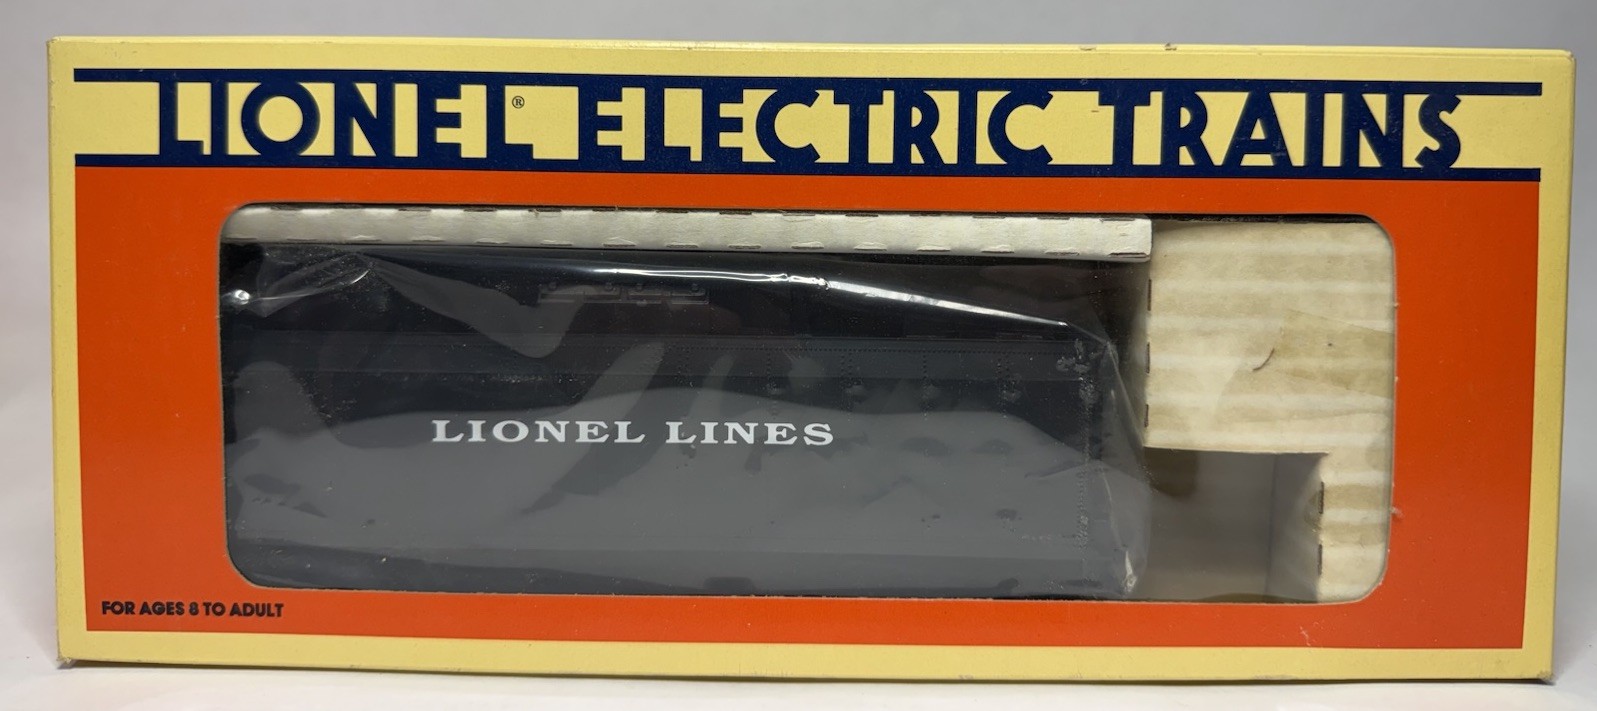 LIONEL® ELECTRIC TRAINS
LIONEL LINES
FOR AGES 8 TO ADULT